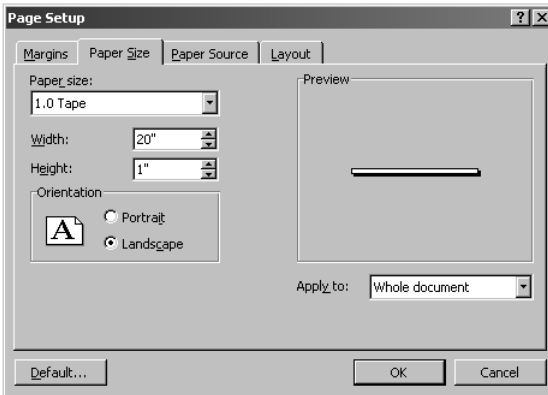 Page Setup
Margins Paper Size Paper Source Layout
Paper size:
1.0 Tape
Width: 20"
Height: 1"
Orientation
A
Portrait
Landscape
Preview
Apply to: Whole document
Default... OK Cancel